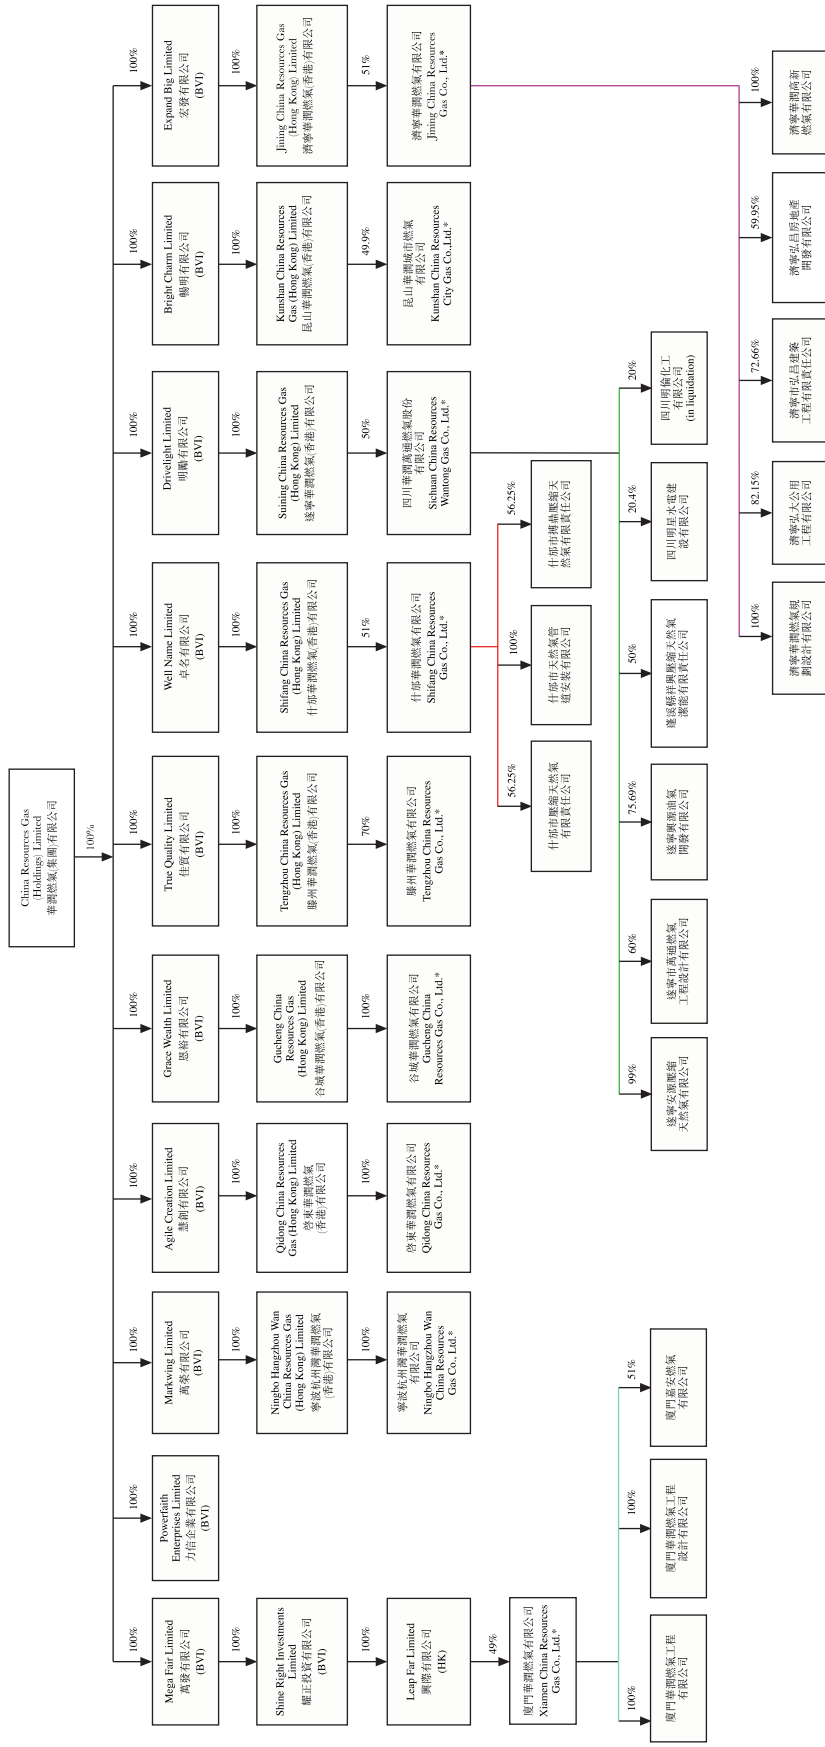 China Resources Gas
(Holdings) Limited
華潤燃氣(集團)有限公司
100%
100%
Mega Fair Limited
萬發有限公司
(BVI)
Powerfaith
Enterprises Limited
力信企業有限公司
(BVI)
100%
100%
Markwing Limited
萬榮有限公司
(BVI)
100%
Agile Creation Limited
慧創有限公司
(BVI)
100%
Grace Wealth Limited
恩裕有限公司
(BVI)
100%
True Quality Limited
佳質有限公司
(BVI)
100%
Well Name Limited
卓名有限公司
(BVI)
100%
Drivelight Limited
明勵有限公司
(BVI)
100%
Bright Charm Limited
暢明有限公司
(BVI)
100%
Expand Big Limited
宏發有限公司
(BVI)
100%
Shine Right Investments
Limited
耀正投資有限公司
(BVI)
100%
Ningbo Hangzhou Wan
China Resources Gas
(Hong Kong) Limited
寧波杭州灣華潤燃氣
(香港)有限公司
100%
Qidong China Resources
Gas (Hong Kong) Limited
啓東華潤燃氣
(香港)有限公司
100%
Gucheng China
Resources Gas
(Hong Kong) Limited
谷城華潤燃氣(香港)有限公司
100%
Tengzhou China Resources Gas
(Hong Kong) Limited
滕州華潤燃氣(香港)有限公司
100%
Shifang China Resources Gas
(Hong Kong) Limited
什邡華潤燃氣(香港)有限公司
100%
Suining China Resources Gas
(Hong Kong) Limited
遂寧華潤燃氣(香港)有限公司
100%
Kunshan China Resources
Gas (Hong Kong) Limited
昆山華潤燃氣(香港)有限公司
100%
Jining China Resources Gas
(Hong Kong) Limited
濟寧華潤燃氣(香港)有限公司
100%
Leap Far Limited
興際有限公司
(HK)
100%
寧波杭州灣華潤燃氣
有限公司
Ningbo Hangzhou Wan
China Resources
Gas Co., Ltd.*
100%
啓東華潤燃氣有限公司
Qidong China Resources
Gas Co., Ltd.*
100%
谷城華潤燃氣有限公司
Gucheng China
Resources Gas Co., Ltd.*
70%
滕州華潤燃氣有限公司
Tengzhou China Resources
Gas Co., Ltd.*
51%
什邡華潤燃氣有限公司
Shifang China Resources
Gas Co., Ltd.*
50%
四川華潤萬通燃氣股份
有限公司
Sichuan China Resources
Wantong Gas Co., Ltd.*
49.9%
昆山華潤城市燃氣
有限公司
Kunshan China Resources
City Gas Co.,Ltd.*
51%
濟寧華潤燃氣有限公司
Jining China Resources
Gas Co., Ltd.*
49%
廈門華潤燃氣有限公司
Xiamen China Resources
Gas Co., Ltd.*
56.25%
什邡市壓縮天然氣
有限責任公司
100%
什邡市天然氣管
道安裝有限公司
56.25%
什邡市搏鼎壓縮天
然氣有限責任公司
100%
廈門華潤燃氣工程
有限公司
100%
廈門華潤燃氣工程
設計有限公司
51%
廈門嘉安燃氣
有限公司
99%
遂寧安源壓縮
天然氣有限公司
60%
遂寧市萬通燃氣
工程設計有限公司
75.69%
遂寧興源油氣
開發有限公司
50%
蓬溪縣祥興壓縮天然氣
潔能有限責任公司
20.4%
四川明星水電建
設有限公司
20%
四川明倫化工
有限公司
(in liquidation)
100%
濟寧華潤燃氣規
劃設計有限公司
82.15%
濟寧弘大公用
工程有限公司
72.66%
濟寧市弘昌建築
工程有限責任公司
59.95%
濟寧弘昌房地產
開發有限公司
100%
濟寧華潤高新
燃氣有限公司